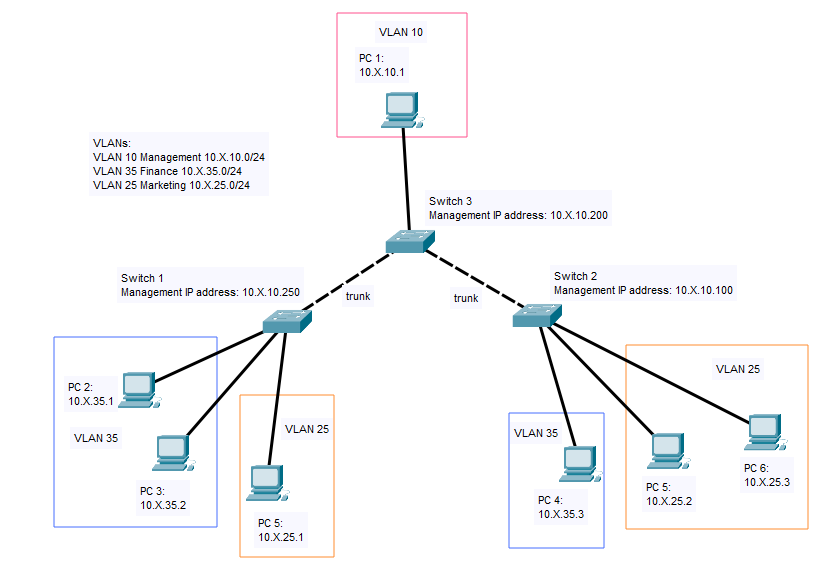 VLAN 10
PC 1:
10.X.10.1
VLANs:
VLAN 10 Management 10.X.10.0/24
VLAN 35 Finance 10.X.35.0/24
VLAN 25 Marketing 10.X.25.0/24
Switch 3
Management IP address: 10.X.10.200
Switch 1
Management IP address: 10.X.10.250
trunk
trunk
Switch 2
Management IP address: 10.X.10.100
PC 2:
10.X.35.1
VLAN 35
PC 3:
10.X.35.2
VLAN 25
PC 5:
10.X.25.1
VLAN 35
PC 4:
10.X.35.3
VLAN 25
PC 5:
10.X.25.2
PC 6:
10.X.25.3